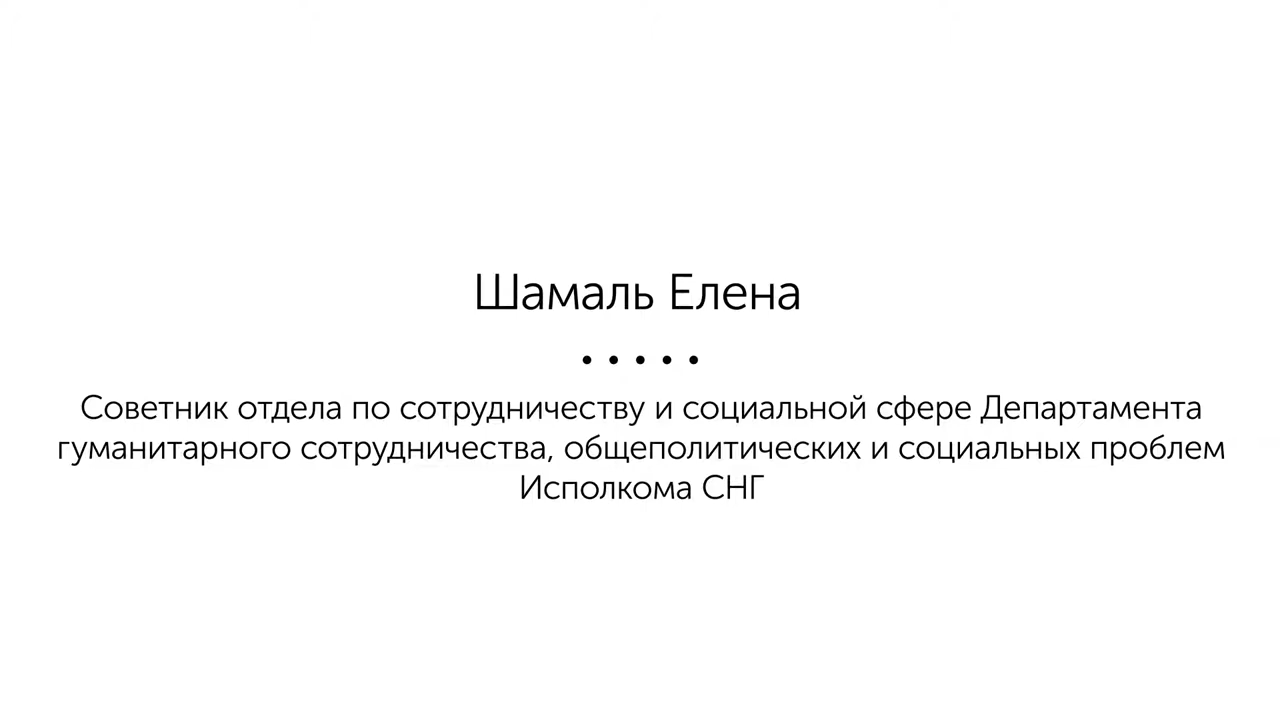 Шамаль Елена
• • • • •
Советник отдела по сотрудничеству и социальной сфере Департамента
гуманитарного сотрудничества, общеполитических и социальных проблем
Исполкома СНГ